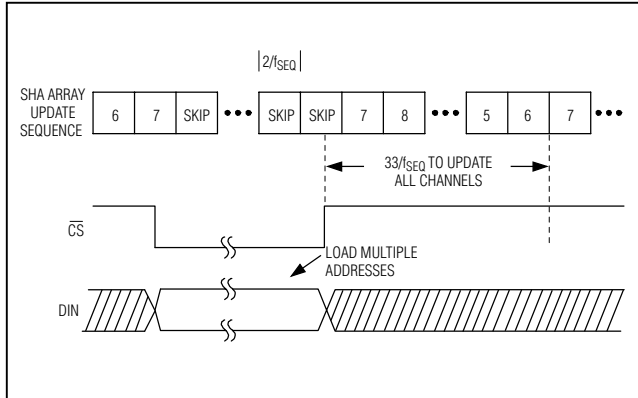 |2/fSEQ|
SHA ARRAY
UPDATE
SEQUENCE
6 7 SKIP ••• SKIP SKIP 7 8 ••• 5 6 7 •••
33/fSEQ TO UPDATE
ALL CHANNELS
CS
LOAD MULTIPLE
ADDRESSES
DIN